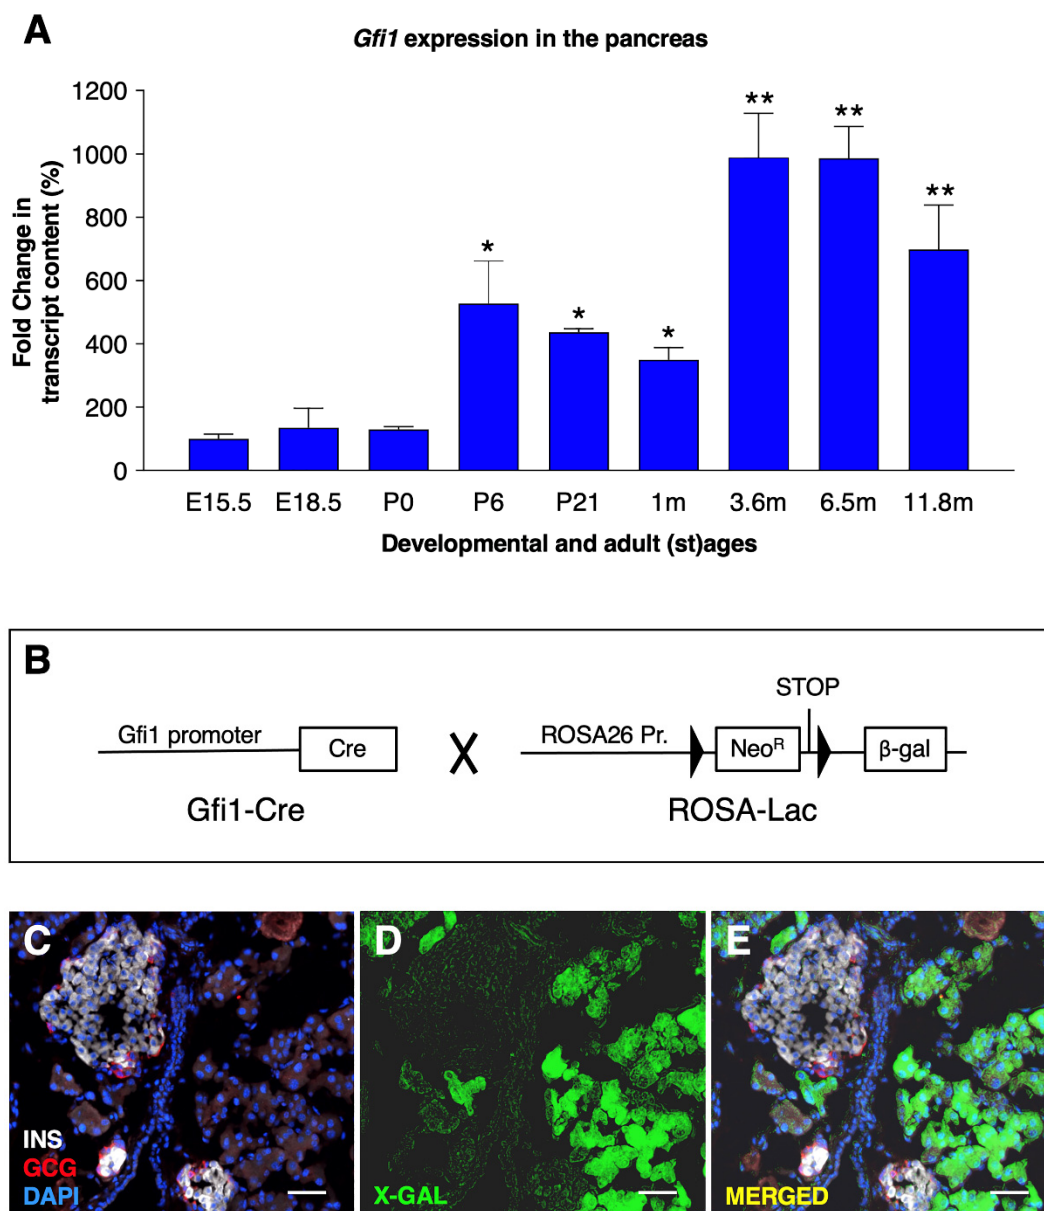 A
Gfi1 expression in the pancreas
Fold Change in
transcript content (%)
1200
1000
800
600
400
200
0
*
*
*
**
**
**
E15.5 E18.5 P0 P6 P21 1m 3.6m 6.5m 11.8m
Developmental and adult (st)ages
B
STOP
Gfi1 promoter Cre X ROSA26 Pr. Neoᴿ β-gal
Gfi1-Cre ROSA-Lac
C
INS
GCG
DAPI
D
X-GAL
E
MERGED